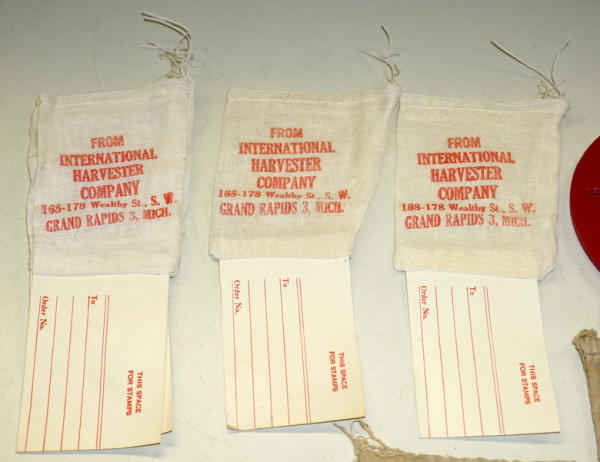 FROM
INTERNATIONAL
HARVESTER
COMPANY
168-178 Wealthy St., S. W.
GRAND RAPIDS 3, MICH.
To
Order No.
THIS SPACE
FOR STAMPS
FROM
INTERNATIONAL
HARVESTER
COMPANY
168-178 Wealthy St., S. W.
GRAND RAPIDS 3, MICH.
To
Order No.
THIS SPACE
FOR STAMPS
FROM
INTERNATIONAL
HARVESTER
COMPANY
168-178 Wealthy St., S. W.
GRAND RAPIDS 3, MICH.
To
Order No.
THIS SPACE
FOR STAMPS